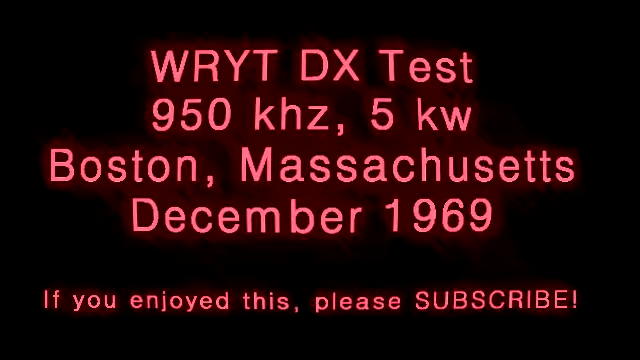 WRYT DX Test
950 khz, 5 kw
Boston, Massachusetts
December 1969
If you enjoyed this, please SUBSCRIBE!